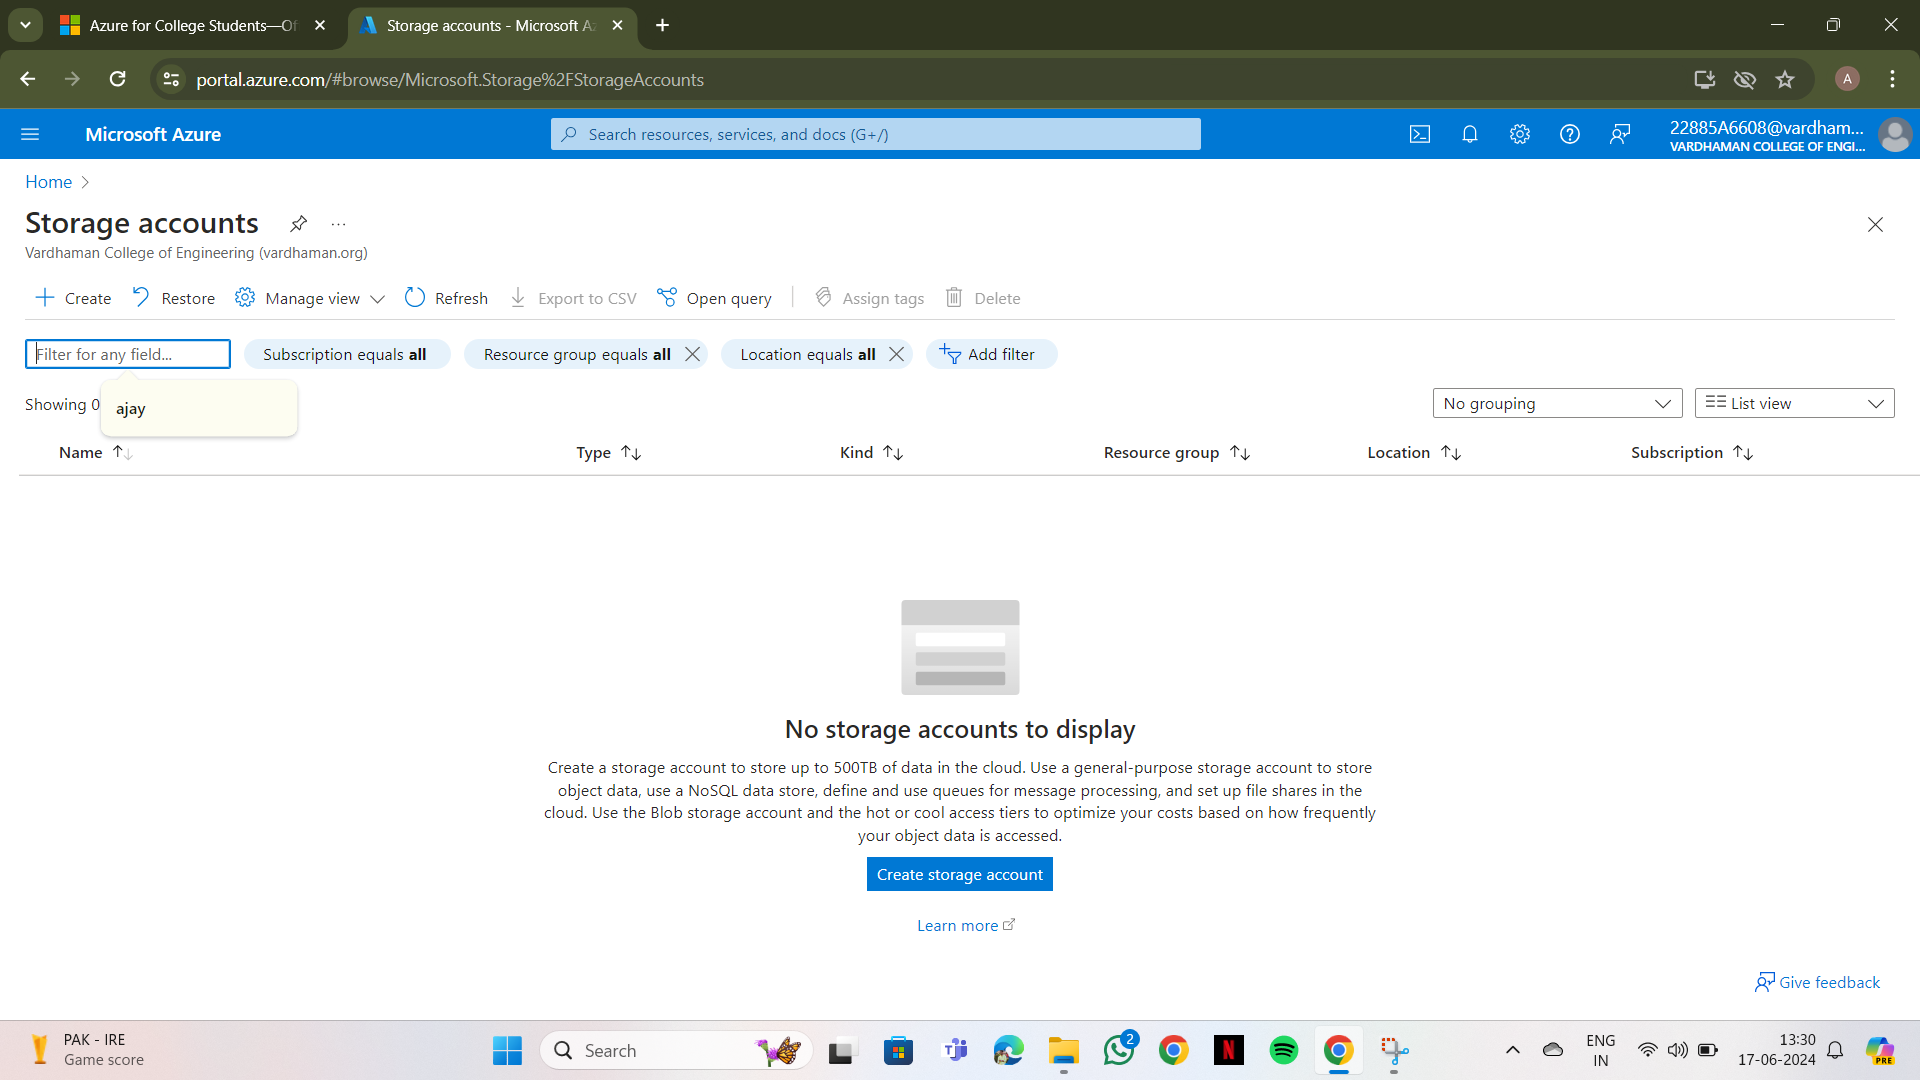 Azure for College Students—Of
Storage accounts - Microsoft Az
portal.azure.com/#browse/Microsoft.Storage%2FStorageAccounts
A
Microsoft Azure
Search resources, services, and docs (G+/)
22885A6608@vardham...
VARDHAMAN COLLEGE OF ENGI...
Home
Storage accounts
Vardhaman College of Engineering (vardhaman.org)
Create
Restore
Manage view
Refresh
Export to CSV
Open query
Assign tags
Delete
Filter for any field...
Subscription equals all
Resource group equals all
Location equals all
Add filter
Showing 0
ajay
No grouping
List view
Name
Type
Kind
Resource group
Location
Subscription
No storage accounts to display
Create a storage account to store up to 500TB of data in the cloud. Use a general-purpose storage account to store
object data, use a NoSQL data store, define and use queues for message processing, and set up file shares in the
cloud. Use the Blob storage account and the hot or cool access tiers to optimize your costs based on how frequently
your object data is accessed.
Create storage account
Learn more
Give feedback
PAK - IRE
Game score
Search
2
N
ENG
IN
13:30
17-06-2024
PRE